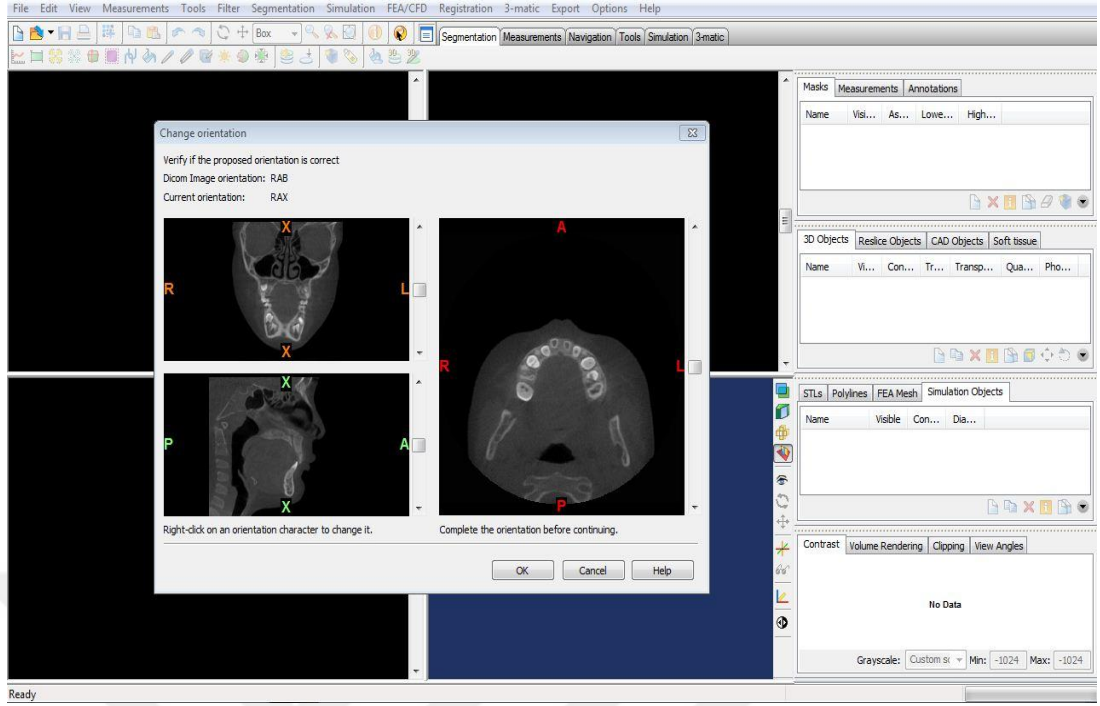 File Edit View Measurements Tools Filter Segmentation Simulation FEA/CFD Registration 3-matic Export Options Help
Box
Segmentation Measurements Navigation Tools Simulation 3-matic
Masks Measurements Annotations
Name Visi... As... Lowe... High...
Change orientation
Verify if the proposed orientation is correct
Dicom Image orientation: RAB
Current orientation: RAX
X
R L
X
X
P A
X
A
R L
P
Right-click on an orientation character to change it.
Complete the orientation before continuing.
OK Cancel Help
3D Objects Reslice Objects CAD Objects Soft tissue
Name Vi... Con... Tr... Transp... Qua... Pho...
STLs Polylines FEA Mesh Simulation Objects
Name Visible Con... Dia...
Contrast Volume Rendering Clipping View Angles
No Data
Grayscale: Custom sc Min: -1024 Max: -1024
Ready